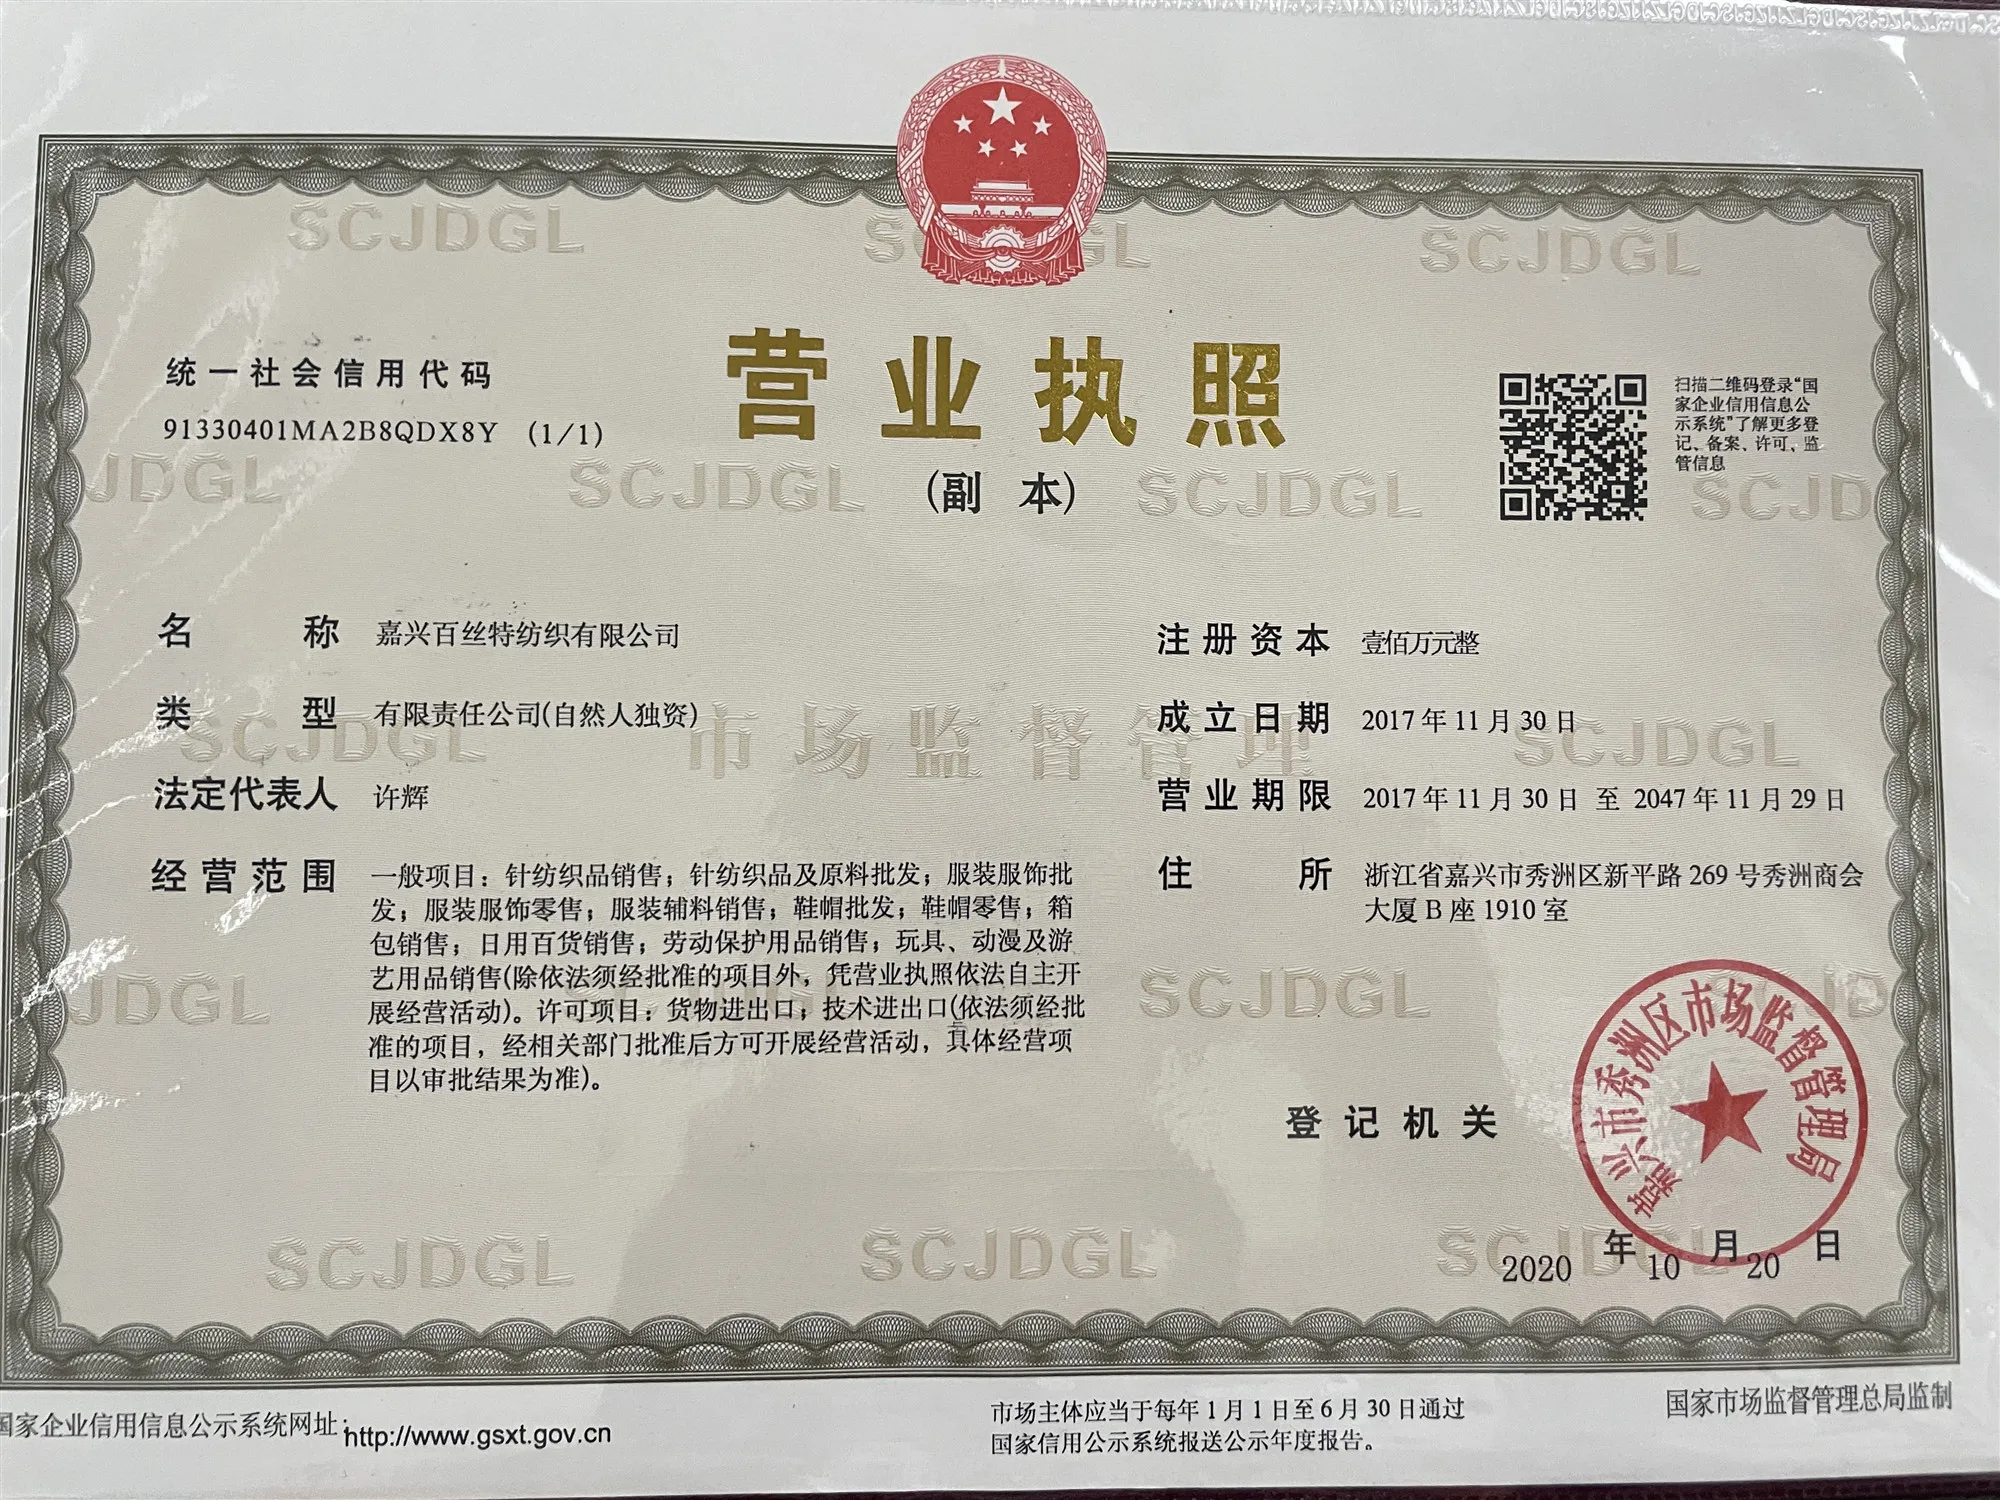 统一社会信用代码
91330401MA2B8QDX8Y (1/1)
营业执照
(副 本)
扫描二维码登录“国
家企业信用信息公
示系统”了解更多登
记、备案、许可、监
管信息
名 称 嘉兴百丝特纺织有限公司
类 型 有限责任公司(自然人独资)
法定代表人 许辉
经营范围 一般项目：针纺织品销售；针纺织品及原料批发；服装服饰批
发；服装服饰零售；服装辅料销售；鞋帽批发；鞋帽零售；箱
包销售；日用百货销售；劳动保护用品销售；玩具、动漫及游
艺用品销售(除依法须经批准的项目外，凭营业执照依法自主开
展经营活动)。许可项目：货物进出口；技术进出口(依法须经批
准的项目，经相关部门批准后方可开展经营活动，具体经营项
目以审批结果为准)。
注册资本 壹佰万元整
成立日期 2017年11月30日
营业期限 2017年11月30日 至 2047年11月29日
住 所 浙江省嘉兴市秀洲区新平路269号秀洲商会
大厦B座1910室
登记机关
嘉兴市秀洲区市场监督管理局
2020 年 10 月 20 日
国家企业信用信息公示系统网址：http://www.gsxt.gov.cn
市场主体应当于每年1月1日至6月30日通过
国家信用公示系统报送公示年度报告。
国家市场监督管理总局监制
SCJDGL
SCJDGL
SCJDGL
JDGL
SCJDGL
SCJDGL
SCJD
SCJDGL
市场监督管理
SCJDGL
JDGL
SCJDGL
SCJDGL
SCJDGL
SCJDGL